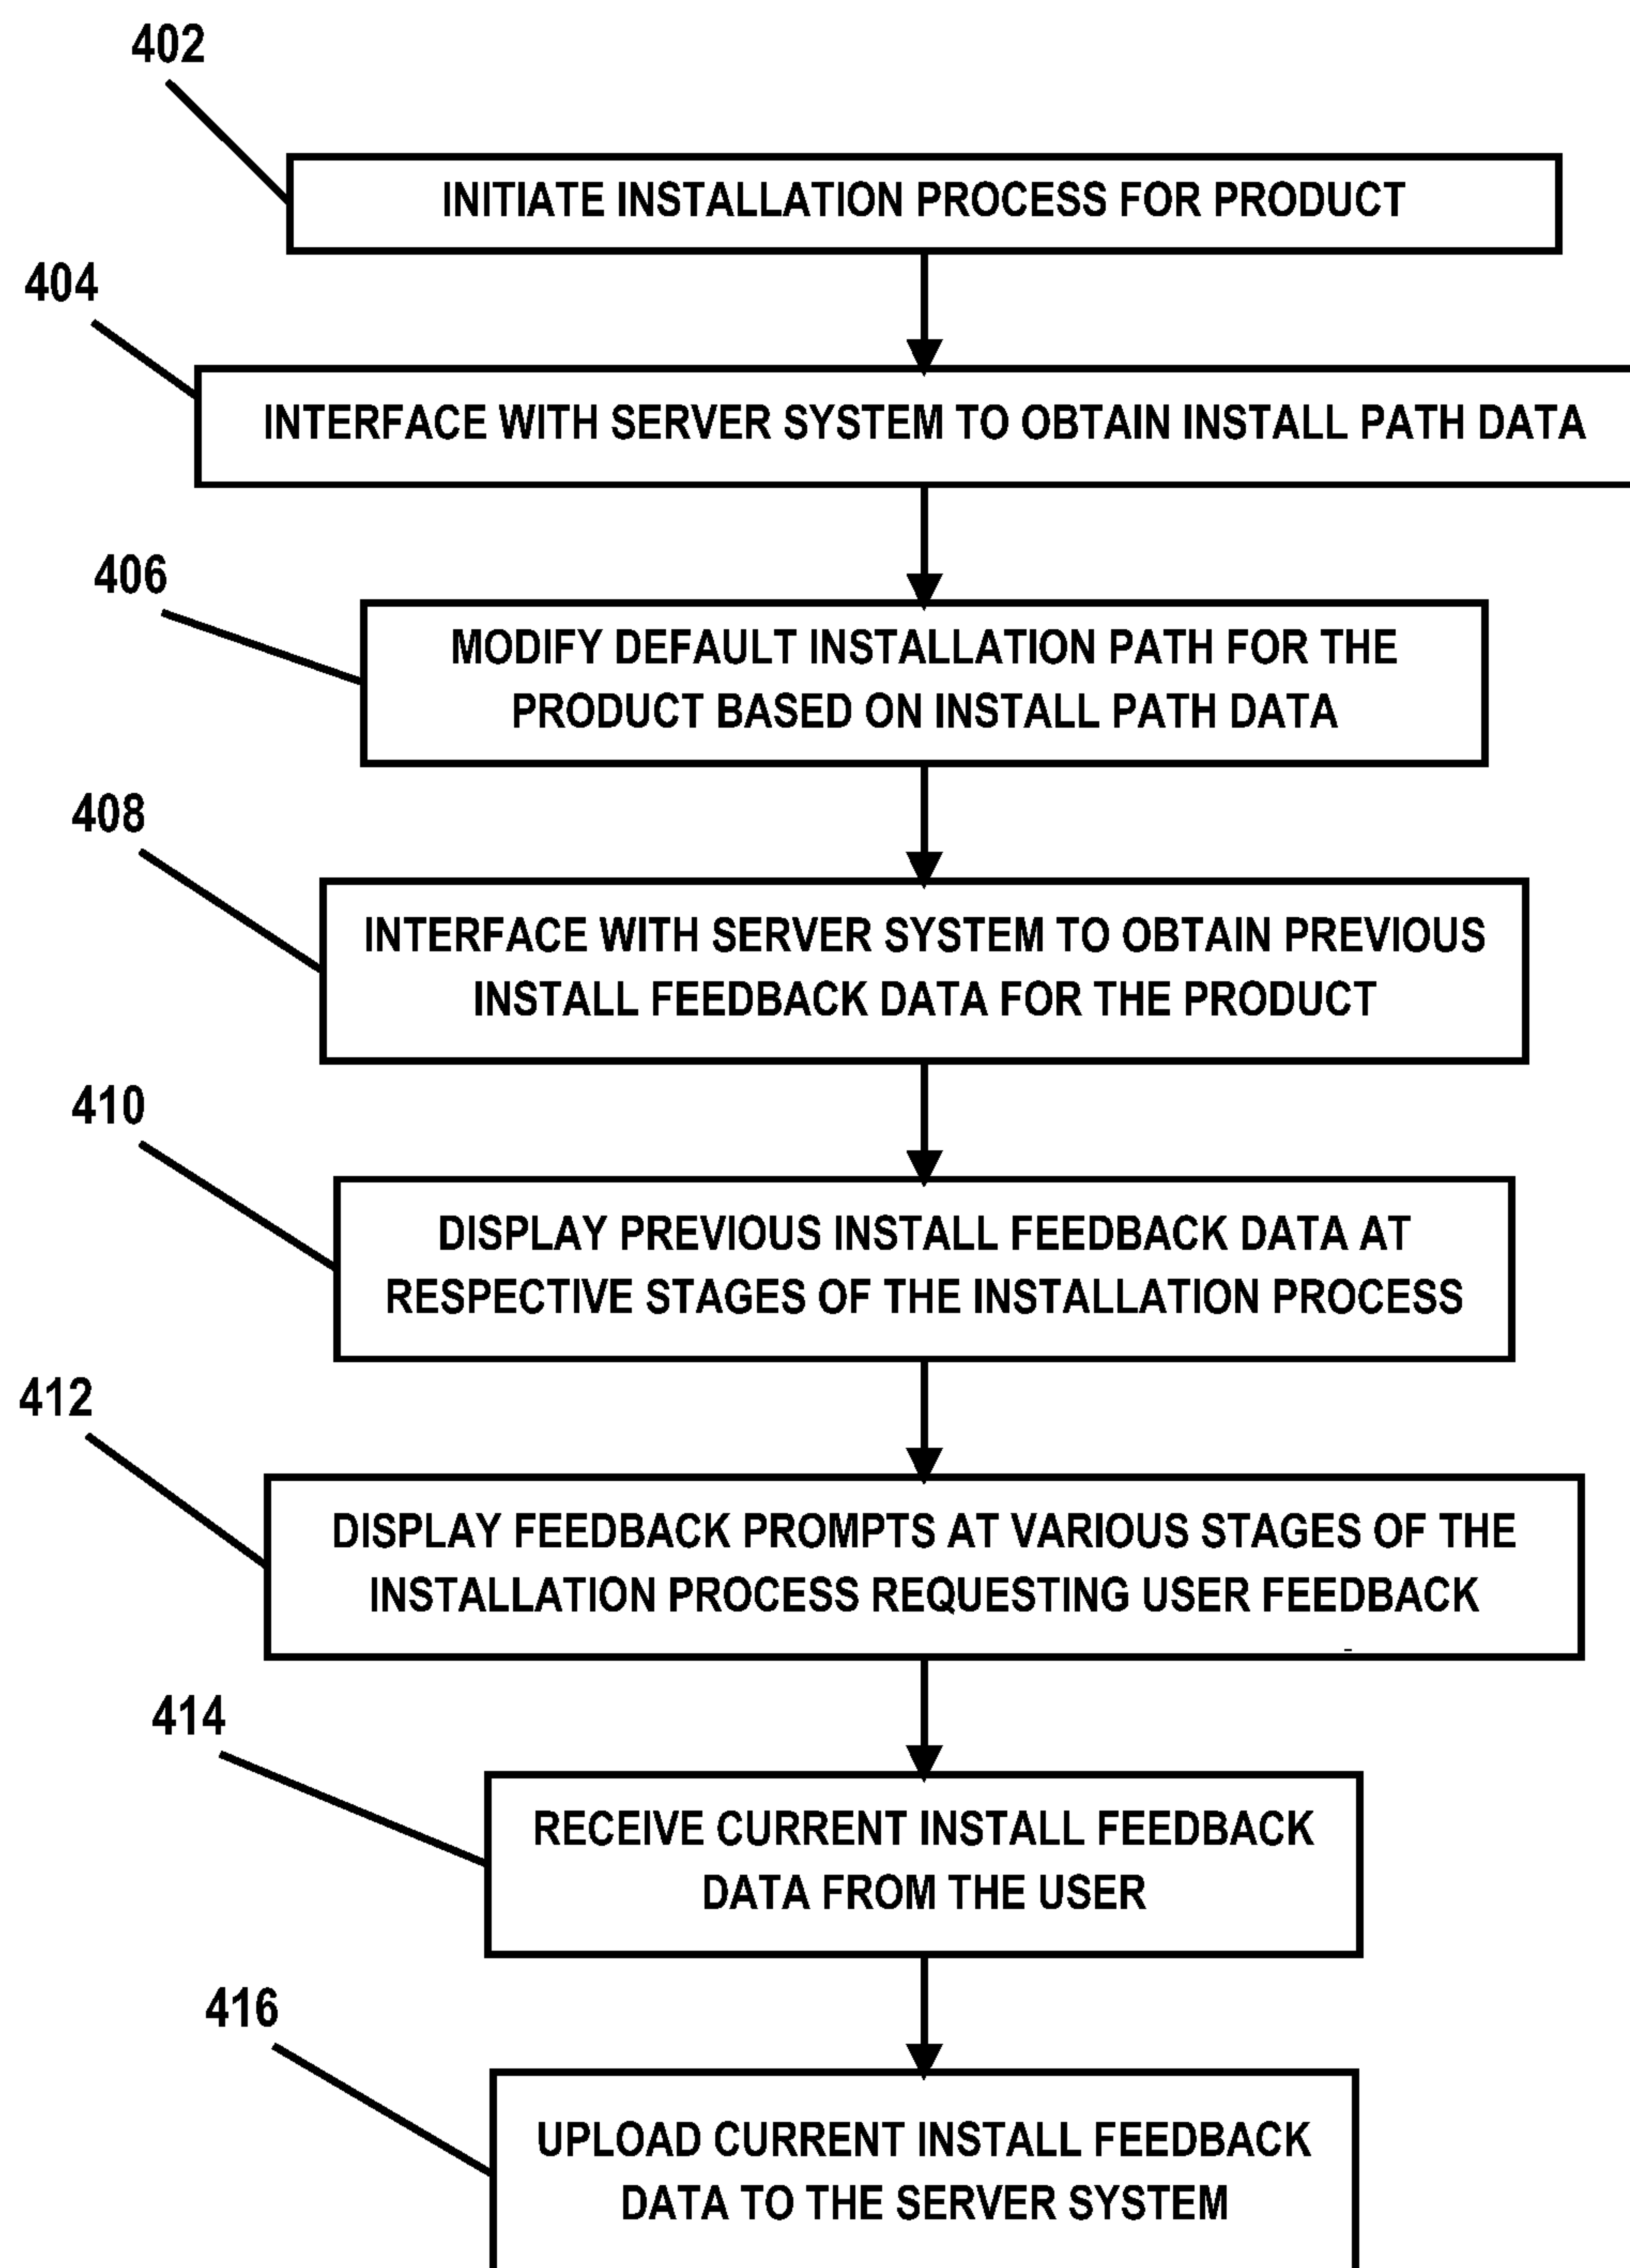 402
INITIATE INSTALLATION PROCESS FOR PRODUCT
404
INTERFACE WITH SERVER SYSTEM TO OBTAIN INSTALL PATH DATA
406
MODIFY DEFAULT INSTALLATION PATH FOR THE
PRODUCT BASED ON INSTALL PATH DATA
408
INTERFACE WITH SERVER SYSTEM TO OBTAIN PREVIOUS
INSTALL FEEDBACK DATA FOR THE PRODUCT
410
DISPLAY PREVIOUS INSTALL FEEDBACK DATA AT
RESPECTIVE STAGES OF THE INSTALLATION PROCESS
412
DISPLAY FEEDBACK PROMPTS AT VARIOUS STAGES OF THE
INSTALLATION PROCESS REQUESTING USER FEEDBACK
414
RECEIVE CURRENT INSTALL FEEDBACK
DATA FROM THE USER
416
UPLOAD CURRENT INSTALL FEEDBACK
DATA TO THE SERVER SYSTEM